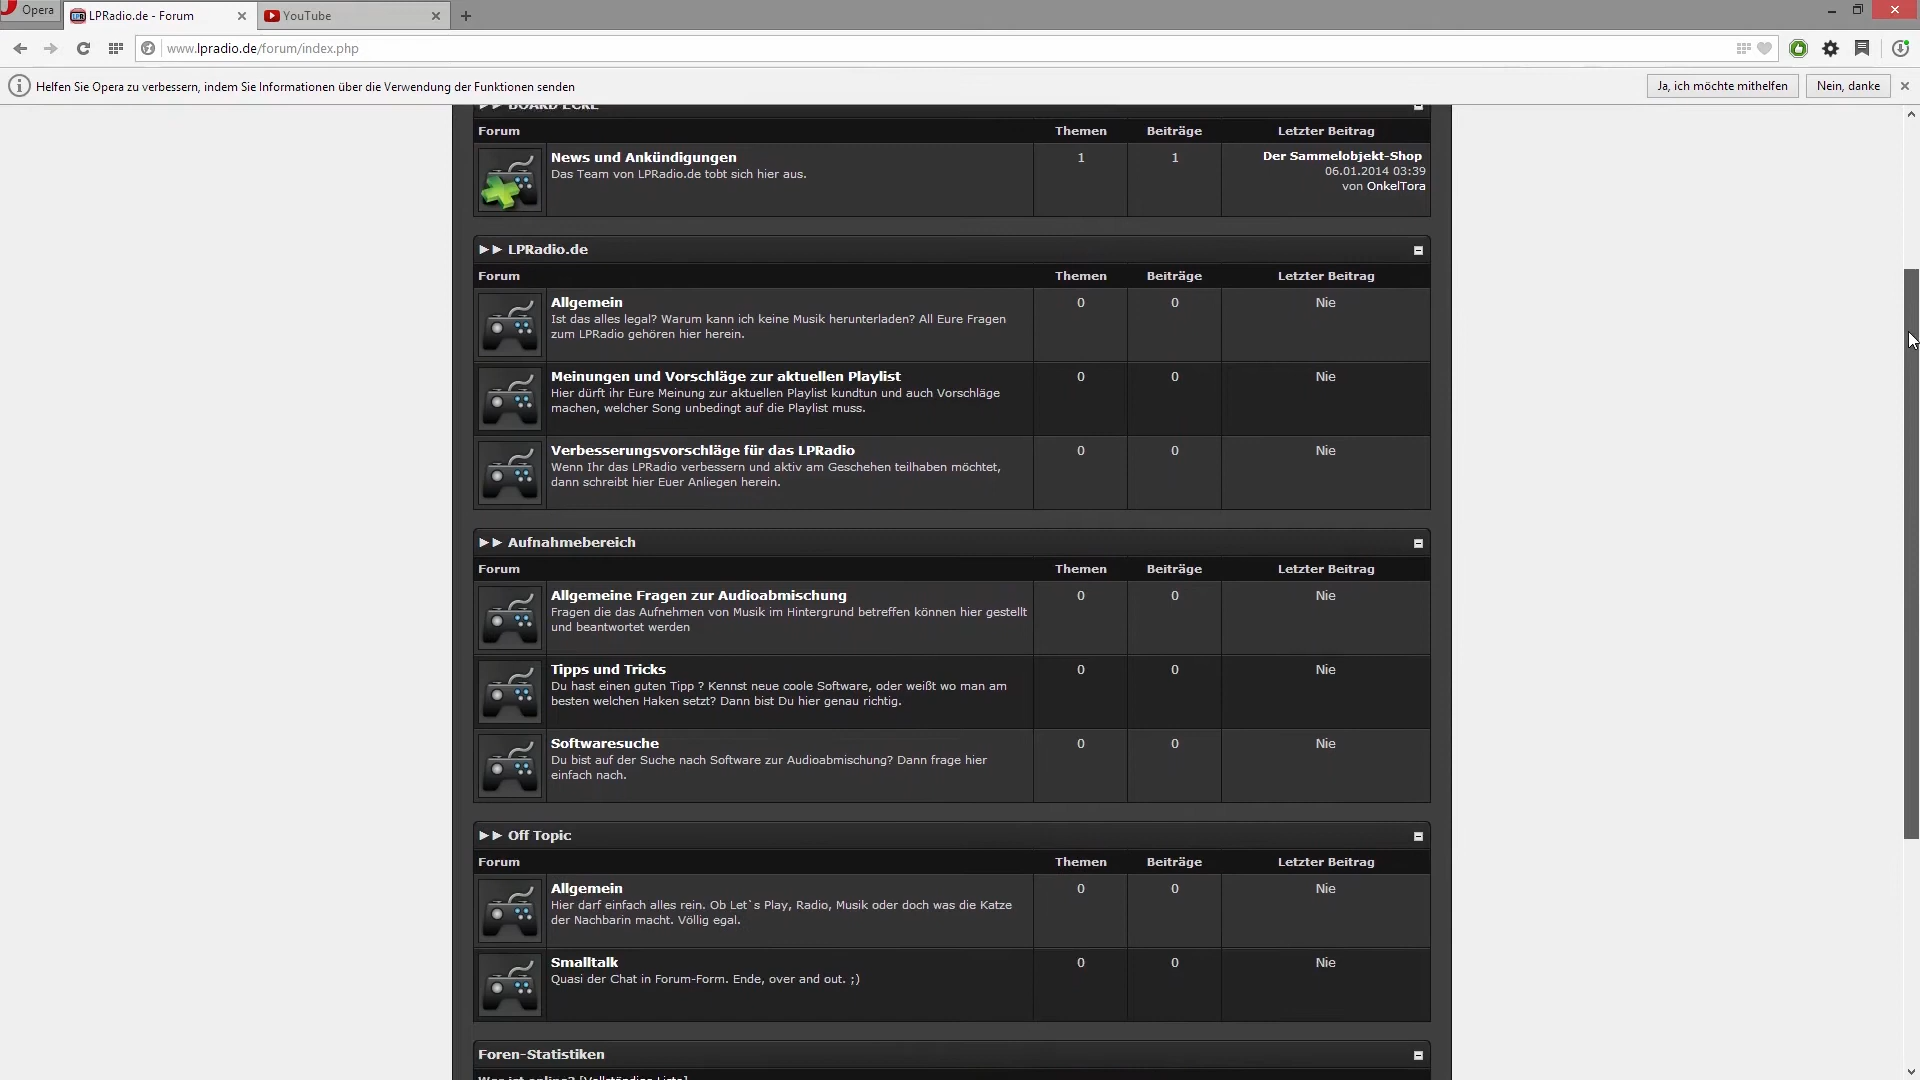 Opera
LPRadio.de - Forum
YouTube
www.lpradio.de/forum/index.php
Helfen Sie Opera zu verbessern, indem Sie Informationen über die Verwendung der Funktionen senden
Ja, ich möchte mithelfen
Nein, danke
►► BOARD ECKE
Forum Themen Beiträge Letzter Beitrag
News und Ankündigungen 1 1 Der Sammelobjekt-Shop
Das Team von LPRadio.de tobt sich hier aus. 06.01.2014 03:39
von OnkelTora
►► LPRadio.de
Forum Themen Beiträge Letzter Beitrag
Allgemein 0 0 Nie
Ist das alles legal? Warum kann ich keine Musik herunterladen? All Eure Fragen
zum LPRadio gehören hier herein.
Meinungen und Vorschläge zur aktuellen Playlist 0 0 Nie
Hier dürft ihr Eure Meinung zur aktuellen Playlist kundtun und auch Vorschläge
machen, welcher Song unbedingt auf die Playlist muss.
Verbesserungsvorschläge für das LPRadio 0 0 Nie
Wenn Ihr das LPRadio verbessern und aktiv am Geschehen teilhaben möchtet,
dann schreibt hier Euer Anliegen herein.
►► Aufnahmebereich
Forum Themen Beiträge Letzter Beitrag
Allgemeine Fragen zur Audioabmischung 0 0 Nie
Fragen die das Aufnehmen von Musik im Hintergrund betreffen können hier gestellt
und beantwortet werden
Tipps und Tricks 0 0 Nie
Du hast einen guten Tipp ? Kennst neue coole Software, oder weißt wo man am
besten welchen Haken setzt? Dann bist Du hier genau richtig.
Softwaresuche 0 0 Nie
Du bist auf der Suche nach Software zur Audioabmischung? Dann frage hier
einfach nach.
►► Off Topic
Forum Themen Beiträge Letzter Beitrag
Allgemein 0 0 Nie
Hier darf einfach alles rein. Ob Let`s Play, Radio, Musik oder doch was die Katze
der Nachbarin macht. Völlig egal.
Smalltalk 0 0 Nie
Quasi der Chat in Forum-Form. Ende, over and out. ;)
Foren-Statistiken
Wer ist online? [Vollständige Liste]